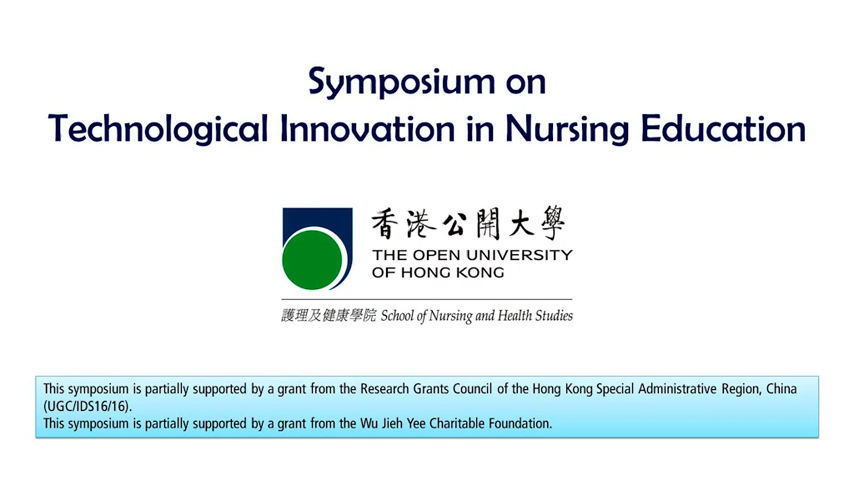 Symposium on
Technological Innovation in Nursing Education
香港公開大學
THE OPEN UNIVERSITY
OF HONG KONG
護理及健康學院 School of Nursing and Health Studies
This symposium is partially supported by a grant from the Research Grants Council of the Hong Kong Special Administrative Region, China
(UGC/IDS16/16).
This symposium is partially supported by a grant from the Wu Jieh Yee Charitable Foundation.